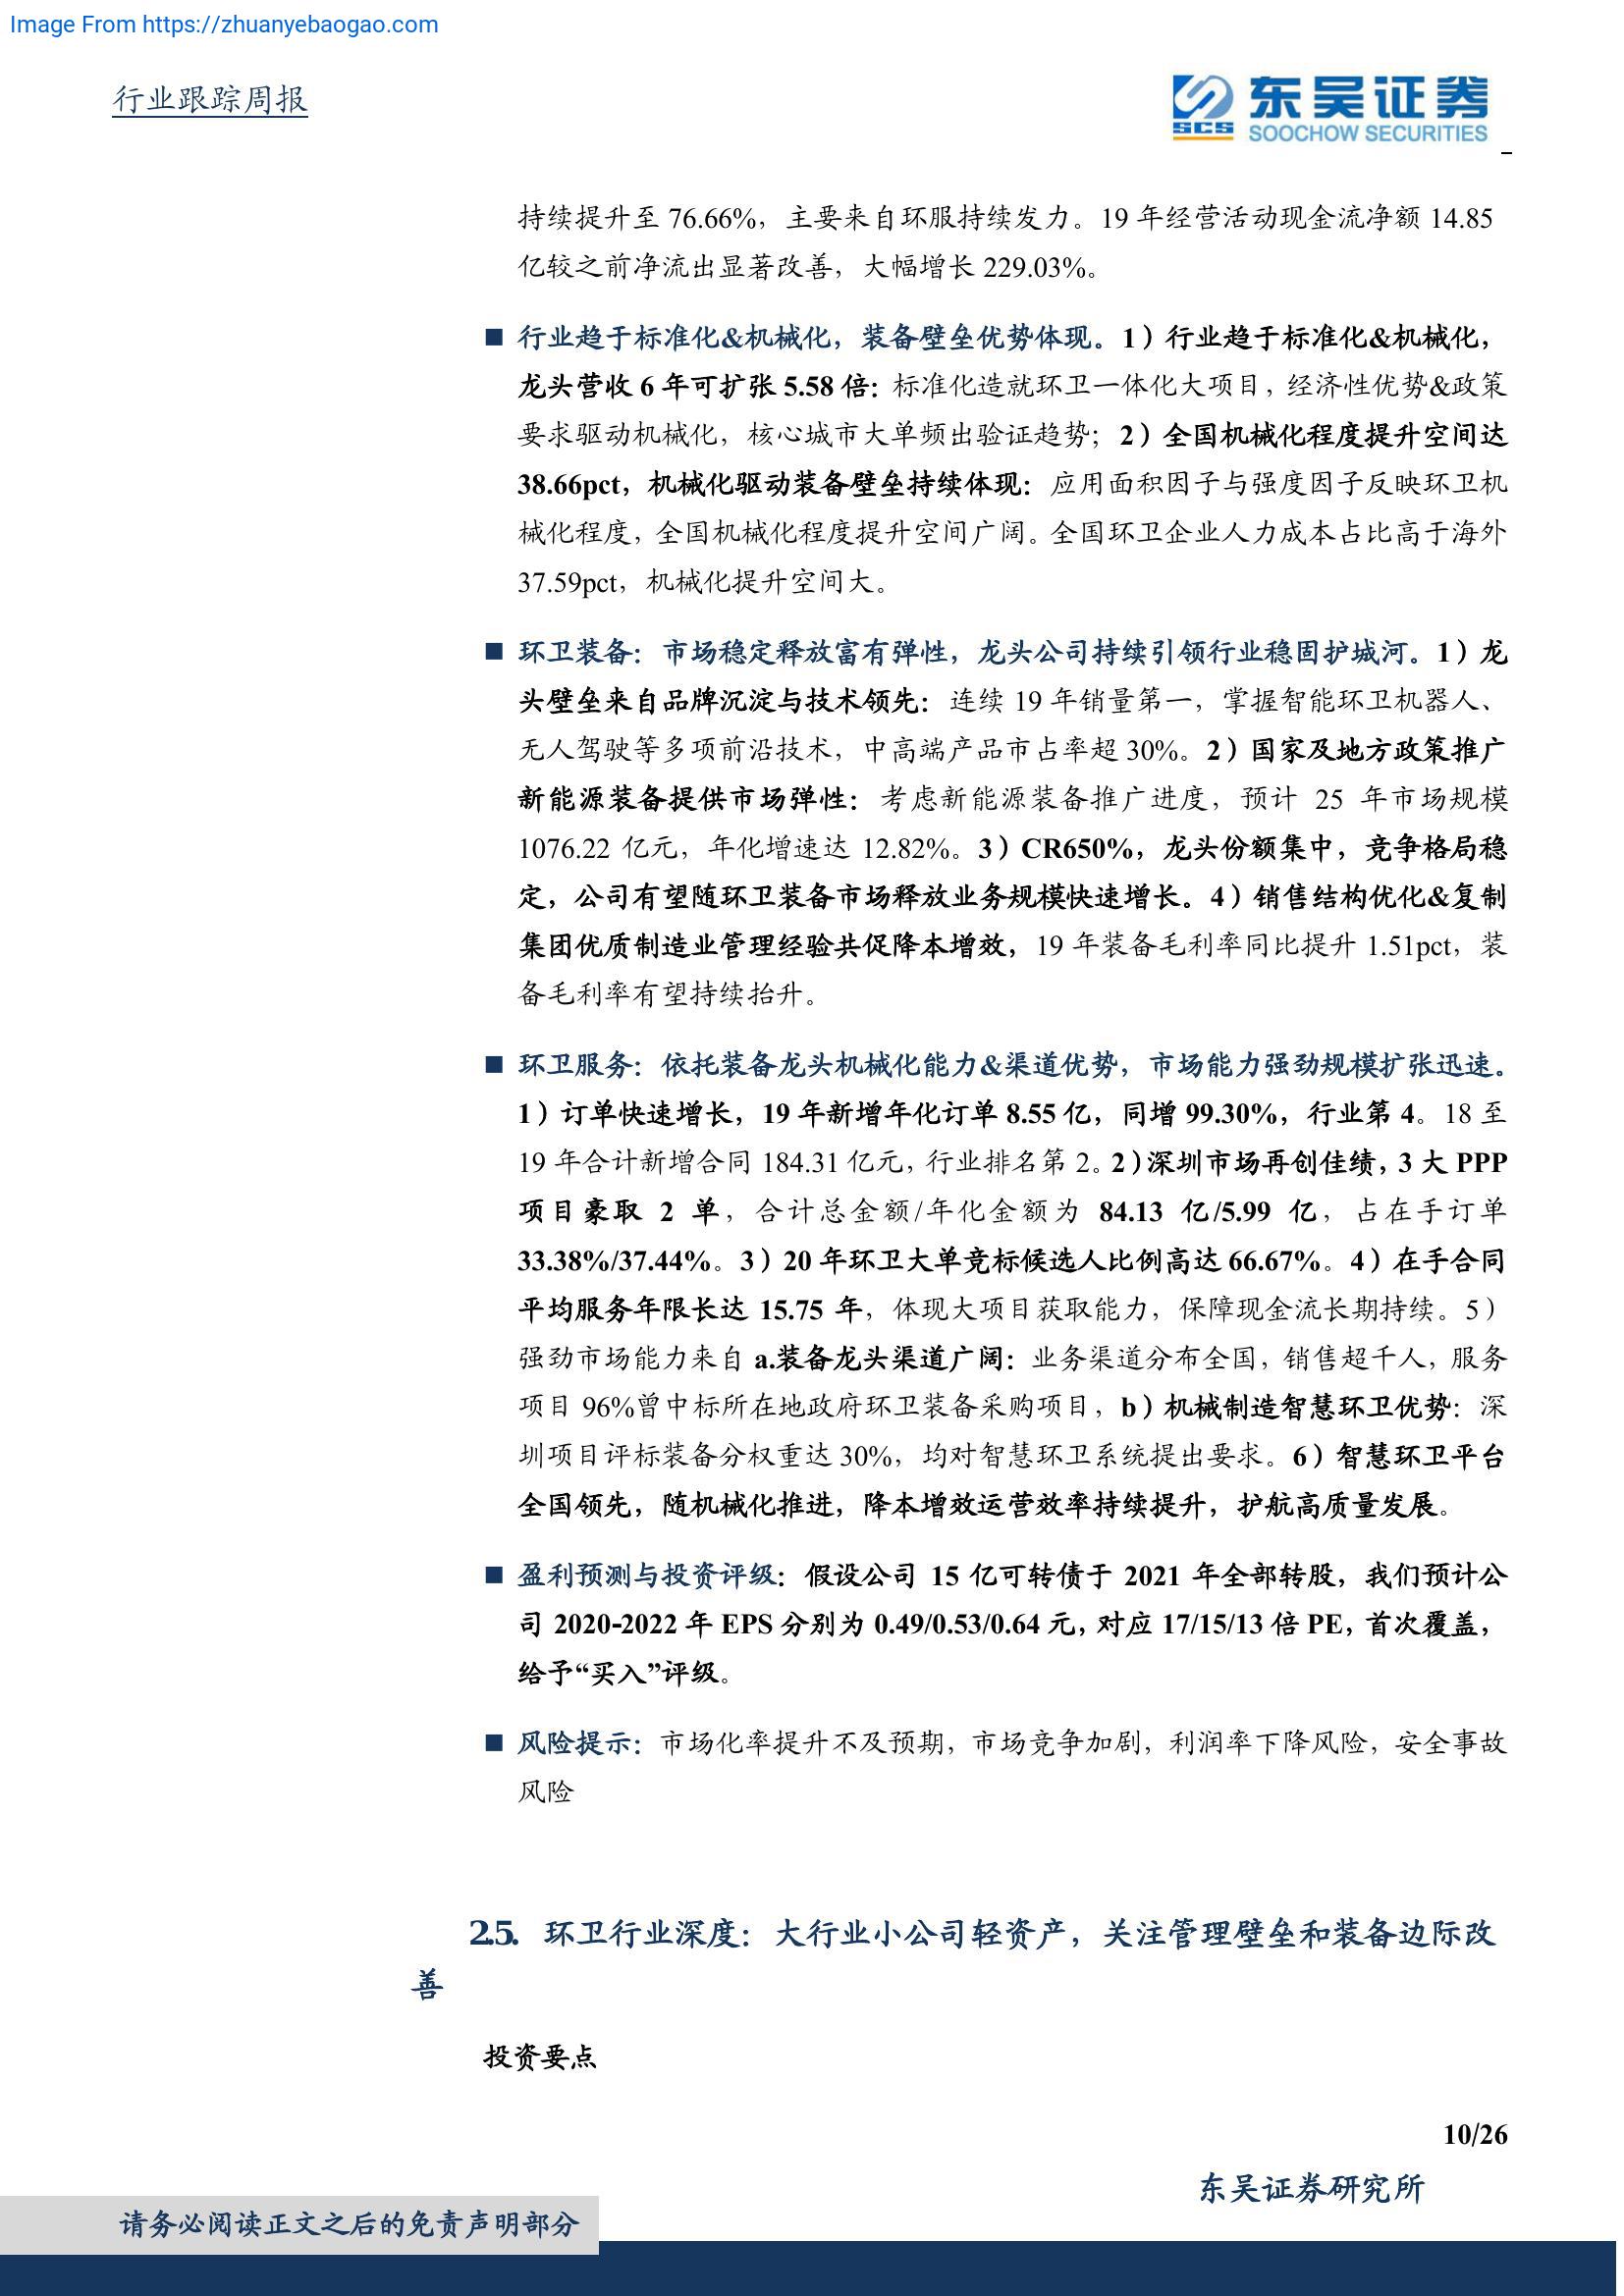 Image From https://zhuanyebaogao.com
行业跟踪周报
SCS
东吴证券
SOOCHOW SECURITIES
持续提升至 76.66%，主要来自环服持续发力。19 年经营活动现金流净额 14.85
亿较之前净流出显著改善，大幅增长 229.03%。
■ 行业趋于标准化&机械化，装备壁垒优势体现。1）行业趋于标准化&机械化，
龙头营收 6 年可扩张 5.58 倍：标准化造就环卫一体化大项目，经济性优势&政策
要求驱动机械化，核心城市大单频出验证趋势；2）全国机械化程度提升空间达
38.66pct，机械化驱动装备壁垒持续体现：应用面积因子与强度因子反映环卫机
械化程度，全国机械化程度提升空间广阔。全国环卫企业人力成本占比高于海外
37.59pct，机械化提升空间大。
■ 环卫装备：市场稳定释放富有弹性，龙头公司持续引领行业稳固护城河。1）龙
头壁垒来自品牌沉淀与技术领先：连续 19 年销量第一，掌握智能环卫机器人、
无人驾驶等多项前沿技术，中高端产品市占率超 30%。2）国家及地方政策推广
新能源装备提供市场弹性：考虑新能源装备推广进度，预计 25 年市场规模
1076.22 亿元，年化增速达 12.82%。3）CR650%，龙头份额集中，竞争格局稳
定，公司有望随环卫装备市场释放业务规模快速增长。4）销售结构优化&复制
集团优质制造业管理经验共促降本增效，19 年装备毛利率同比提升 1.51pct，装
备毛利率有望持续抬升。
■ 环卫服务：依托装备龙头机械化能力&渠道优势，市场能力强劲规模扩张迅速。
1）订单快速增长，19 年新增年化订单 8.55 亿，同增 99.30%，行业第 4。18 至
19 年合计新增合同 184.31 亿元，行业排名第 2。2）深圳市场再创佳绩，3 大 PPP
项目豪取 2 单，合计总金额/年化金额为 84.13 亿/5.99 亿，占在手订单
33.38%/37.44%。3）20 年环卫大单竞标候选人比例高达 66.67%。4）在手合同
平均服务年限长达 15.75 年，体现大项目获取能力，保障现金流长期持续。5）
强劲市场能力来自 a.装备龙头渠道广阔：业务渠道分布全国，销售超千人，服务
项目 96%曾中标所在地政府环卫装备采购项目，b）机械制造智慧环卫优势：深
圳项目评标装备分权重达 30%，均对智慧环卫系统提出要求。6）智慧环卫平台
全国领先，随机械化推进，降本增效运营效率持续提升，护航高质量发展。
■ 盈利预测与投资评级：假设公司 15 亿可转债于 2021 年全部转股，我们预计公
司 2020-2022 年 EPS 分别为 0.49/0.53/0.64 元，对应 17/15/13 倍 PE，首次覆盖，
给予“买入”评级。
■ 风险提示：市场化率提升不及预期，市场竞争加剧，利润率下降风险，安全事故
风险
2.5. 环卫行业深度：大行业小公司轻资产，关注管理壁垒和装备边际改
善
投资要点
10/26
东吴证券研究所
请务必阅读正文之后的免责声明部分